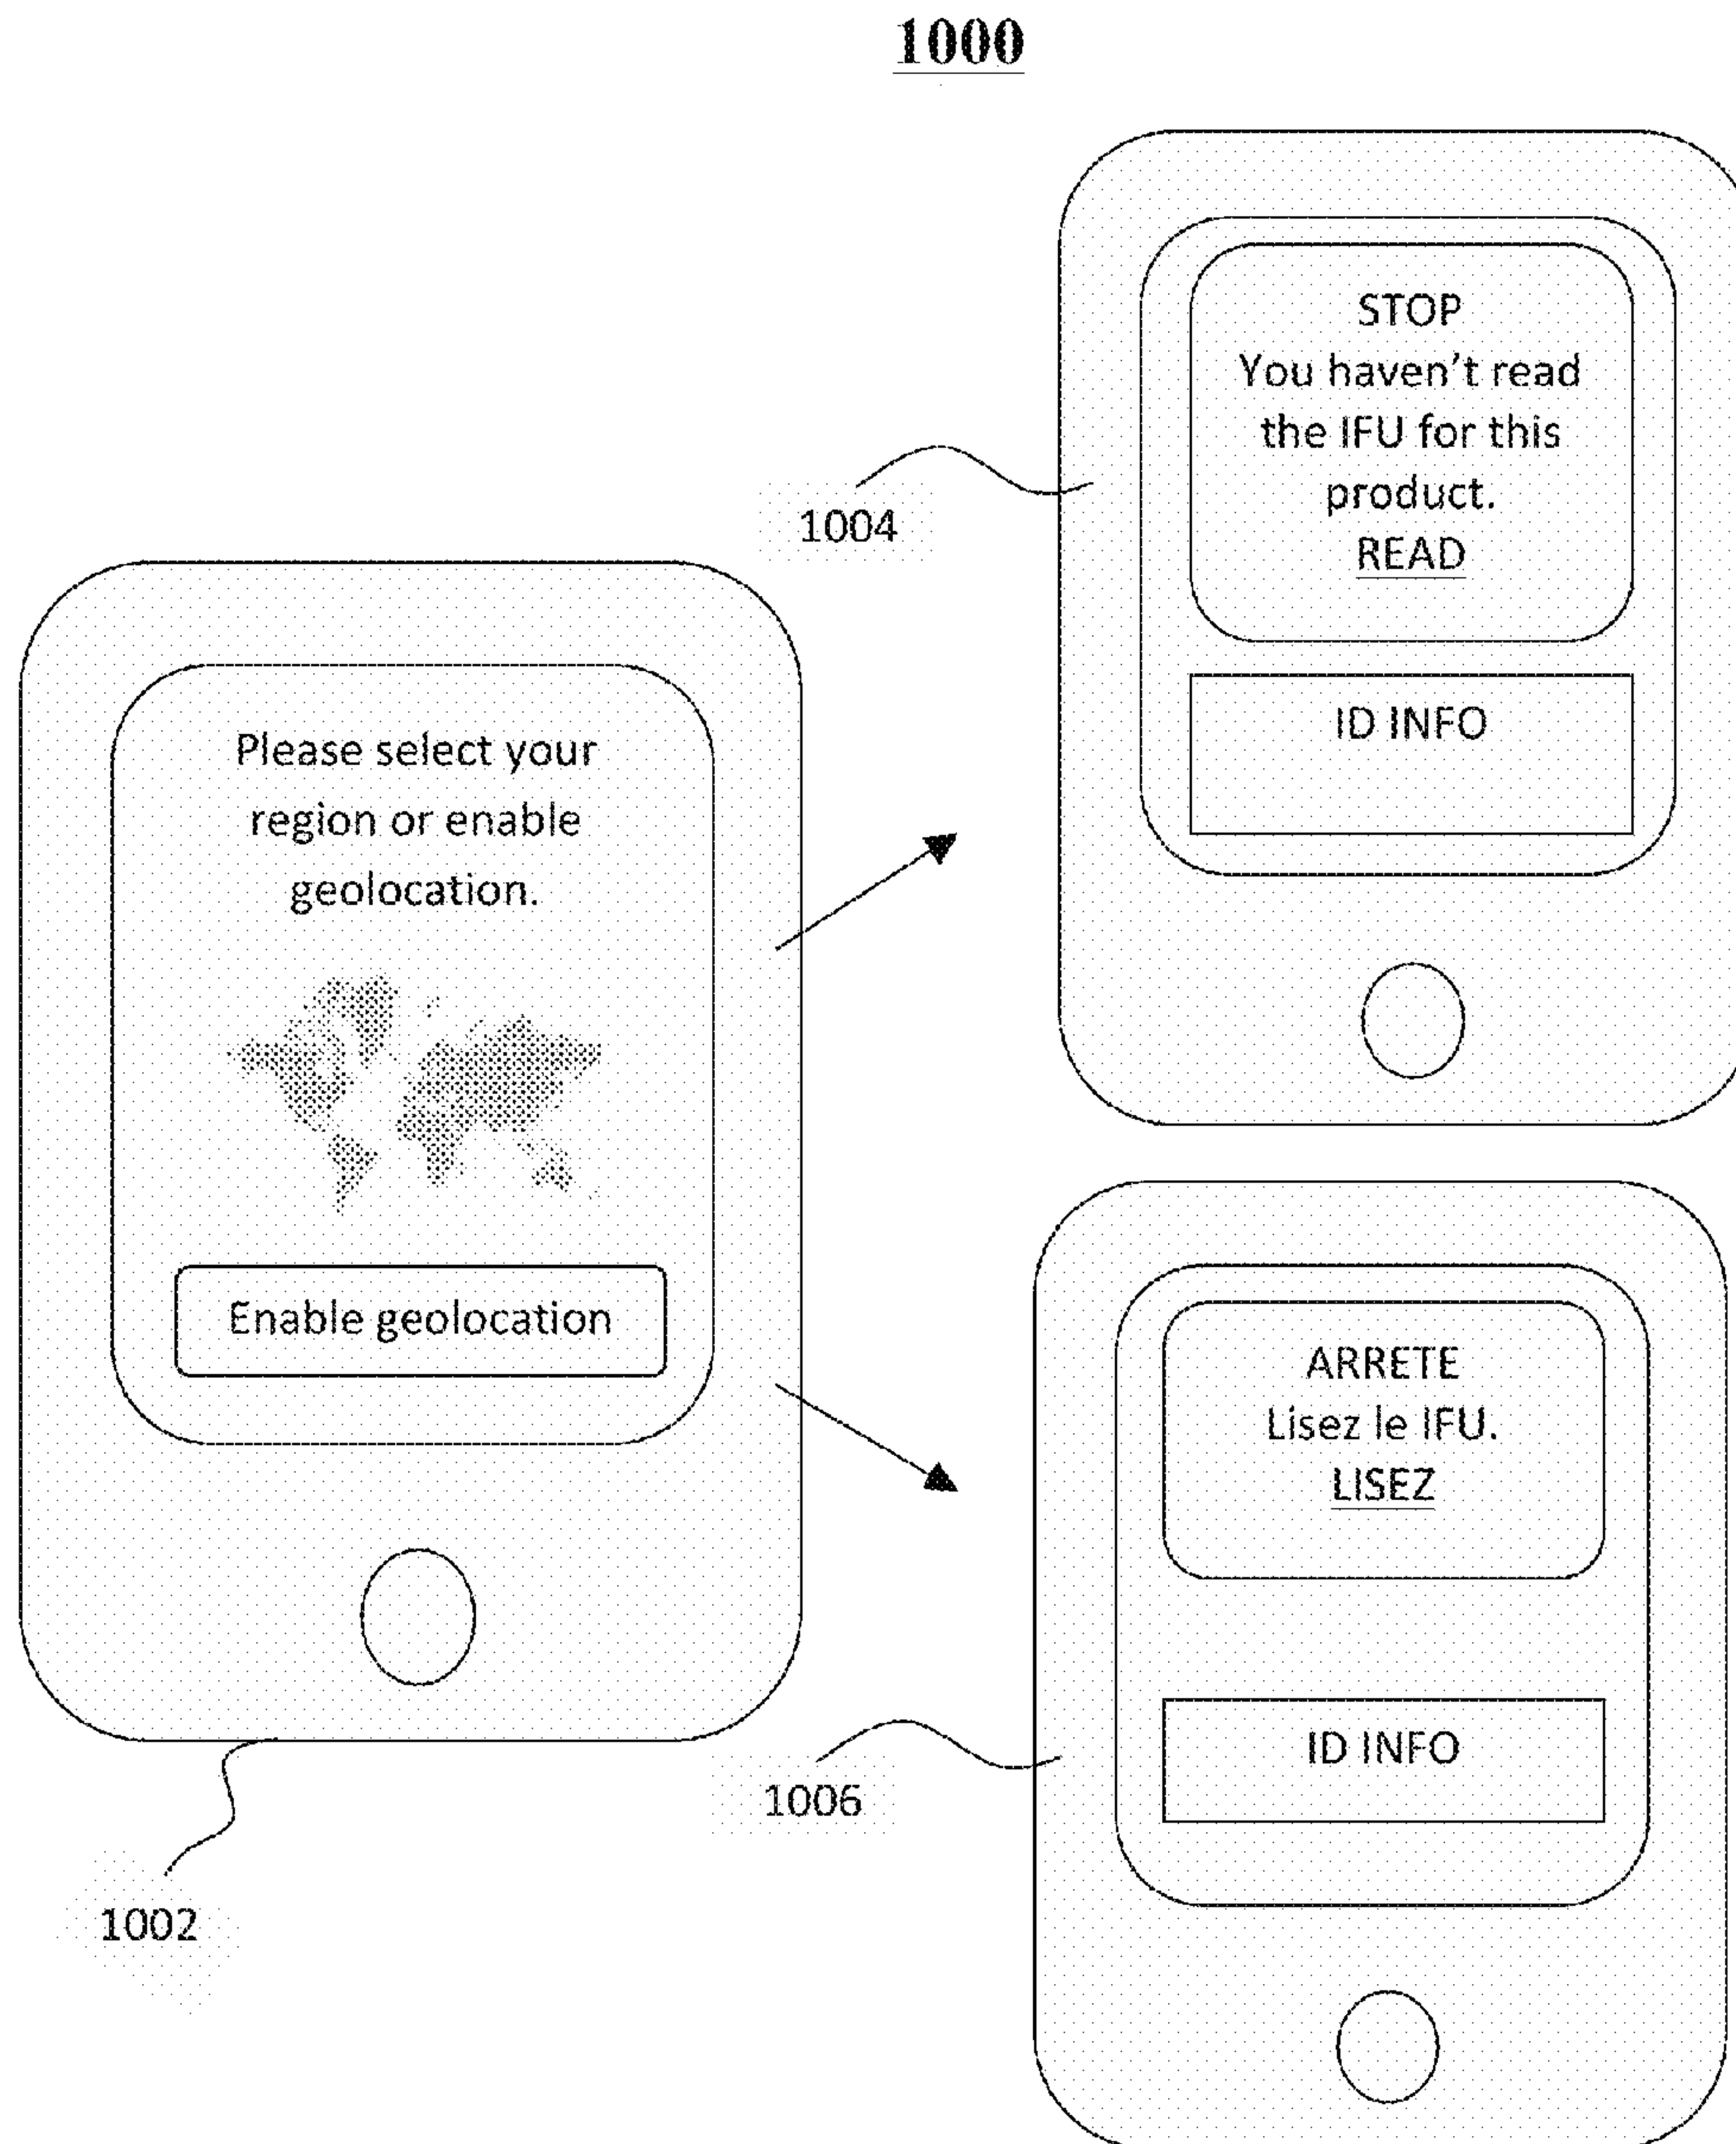 1000
Please select your
region or enable
geolocation.
Enable geolocation
1002
STOP
You haven't read
the IFU for this
product.
READ
ID INFO
1004
ARRETE
Lisez le IFU.
LISEZ
ID INFO
1006